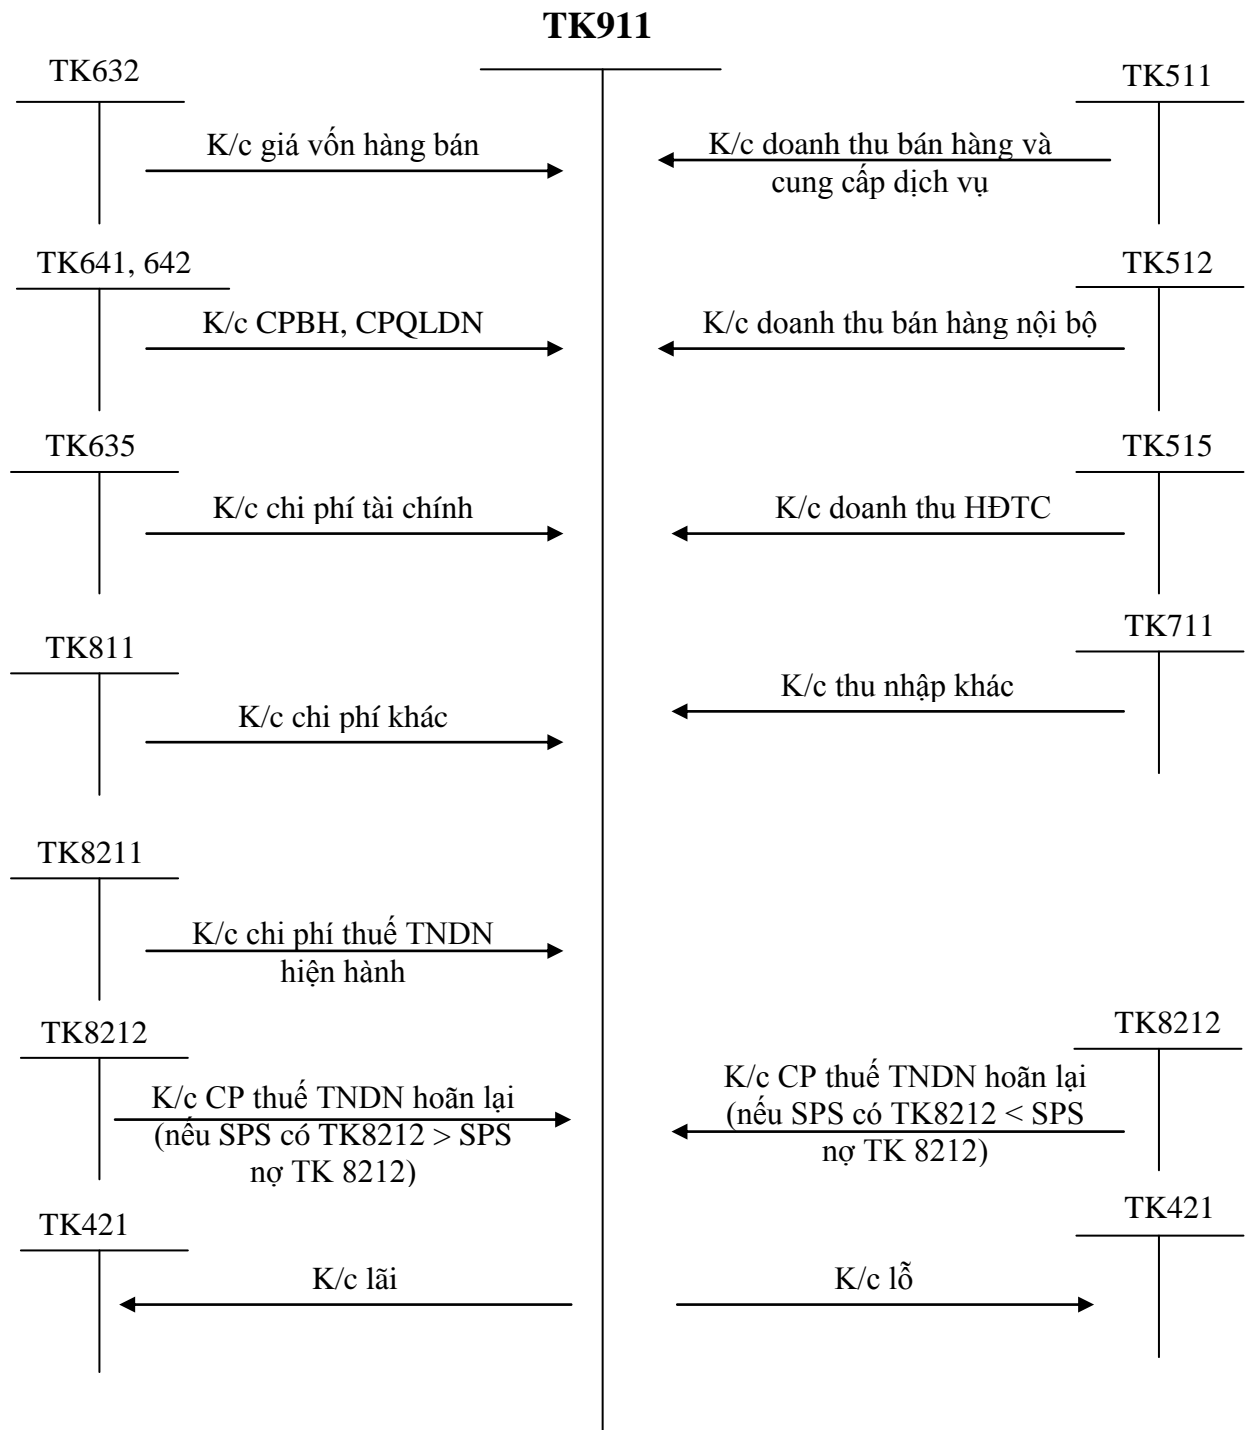 TK911
TK632
TK511
K/c giá vốn hàng bán
K/c doanh thu bán hàng và
cung cấp dịch vụ
TK641, 642
TK512
K/c CPBH, CPQLDN
K/c doanh thu bán hàng nội bộ
TK635
TK515
K/c chi phí tài chính
K/c doanh thu HĐTC
TK811
TK711
K/c chi phí khác
K/c thu nhập khác
TK8211
K/c chi phí thuế TNDN
hiện hành
TK8212
TK8212
K/c CP thuế TNDN hoãn lại
(nếu SPS có TK8212 > SPS
nợ TK 8212)
K/c CP thuế TNDN hoãn lại
(nếu SPS có TK8212 < SPS
nợ TK 8212)
TK421
TK421
K/c lãi
K/c lỗ